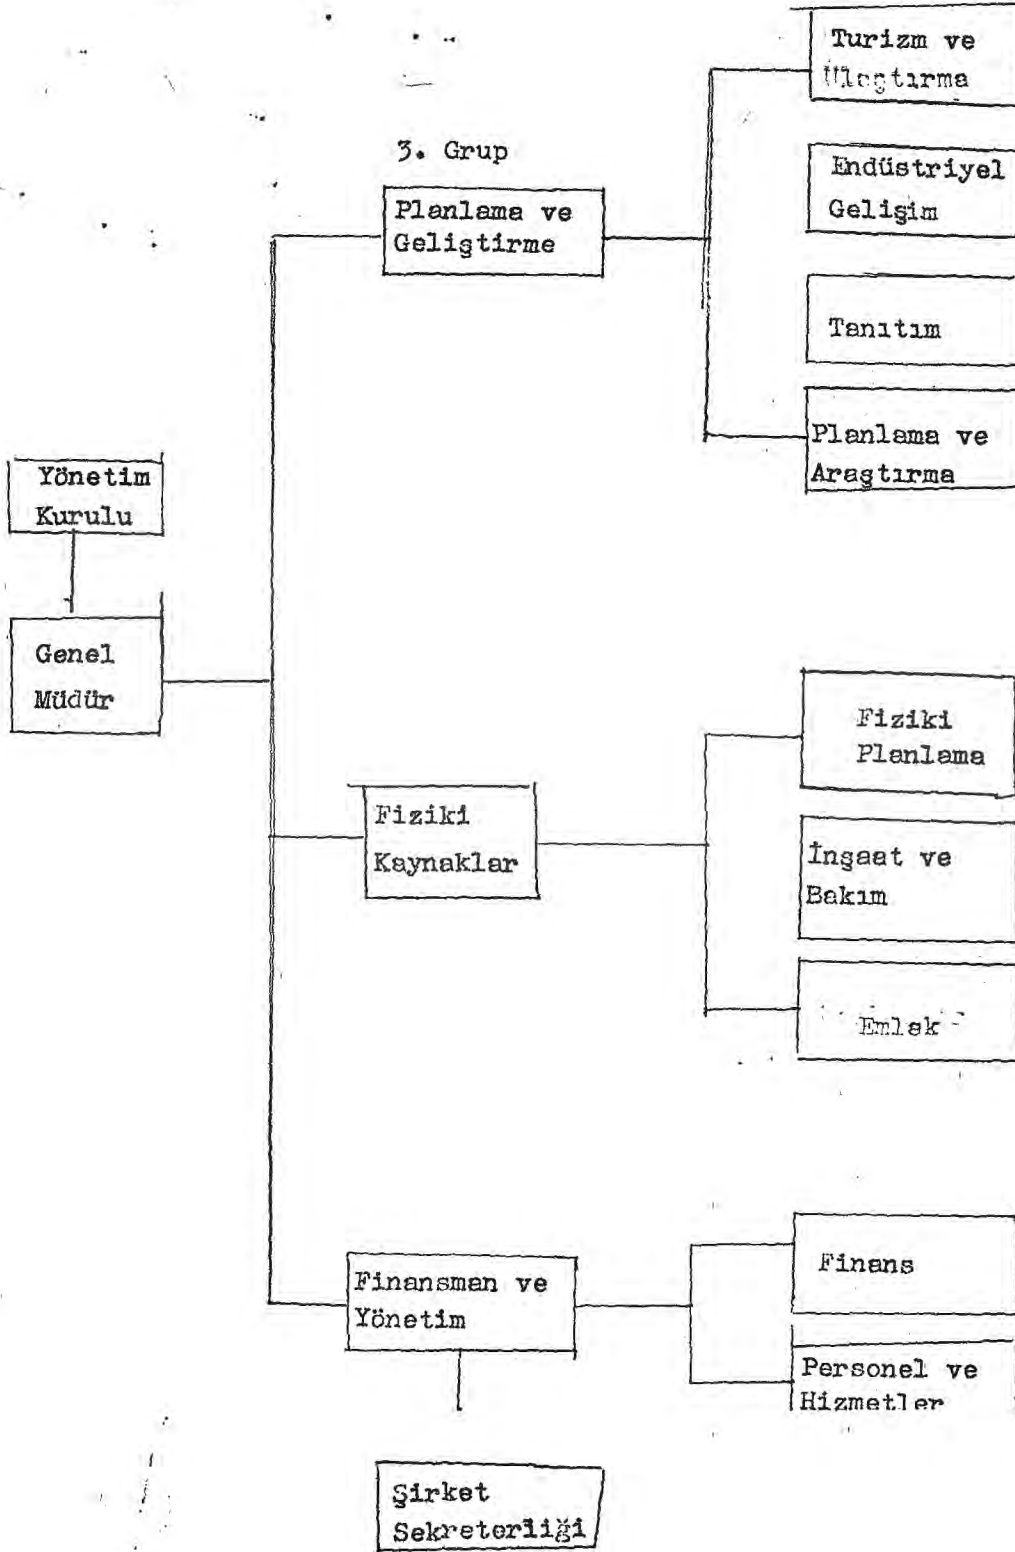 Turizm ve
Ulaştırma
3. Grup
Planlama ve
Geliştirme
Endüstriyel
Gelişim
Tanıtım
Planlama ve
Araştırma
Yönetim
Kurulu
Genel
Müdür
Fiziki
Kaynaklar
Fiziki
Planlama
İnşaat ve
Bakım
Emlak
Finansman ve
Yönetim
Finans
Personel ve
Hizmetler
Şirket
Sekreterliği